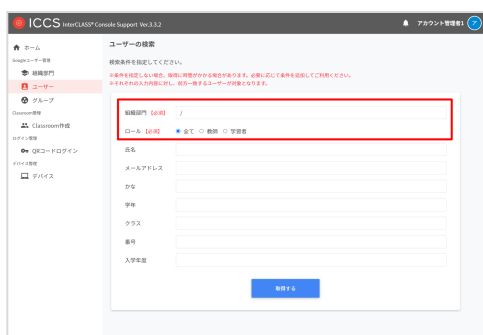 ICCS InterCLASS® Console Support Ver.3.3.2
アカウント管理者1
ア
ホーム
Googleユーザー管理
組織部門
ユーザー
グループ
Classroom管理
Classroom作成
ログイン管理
QRコードログイン
デバイス管理
デバイス
ユーザーの検索
検索条件を指定してください。
※条件を指定しない場合、取得に時間がかかる場合があります。必要に応じて条件を追加してご利用ください。
※それぞれの入力内容に対し、前方一致するユーザーが対象となります。
組織部門 【必須】 /
ロール 【必須】 全て 教師 学習者
氏名
メールアドレス
かな
学年
クラス
番号
入学年度
取得する